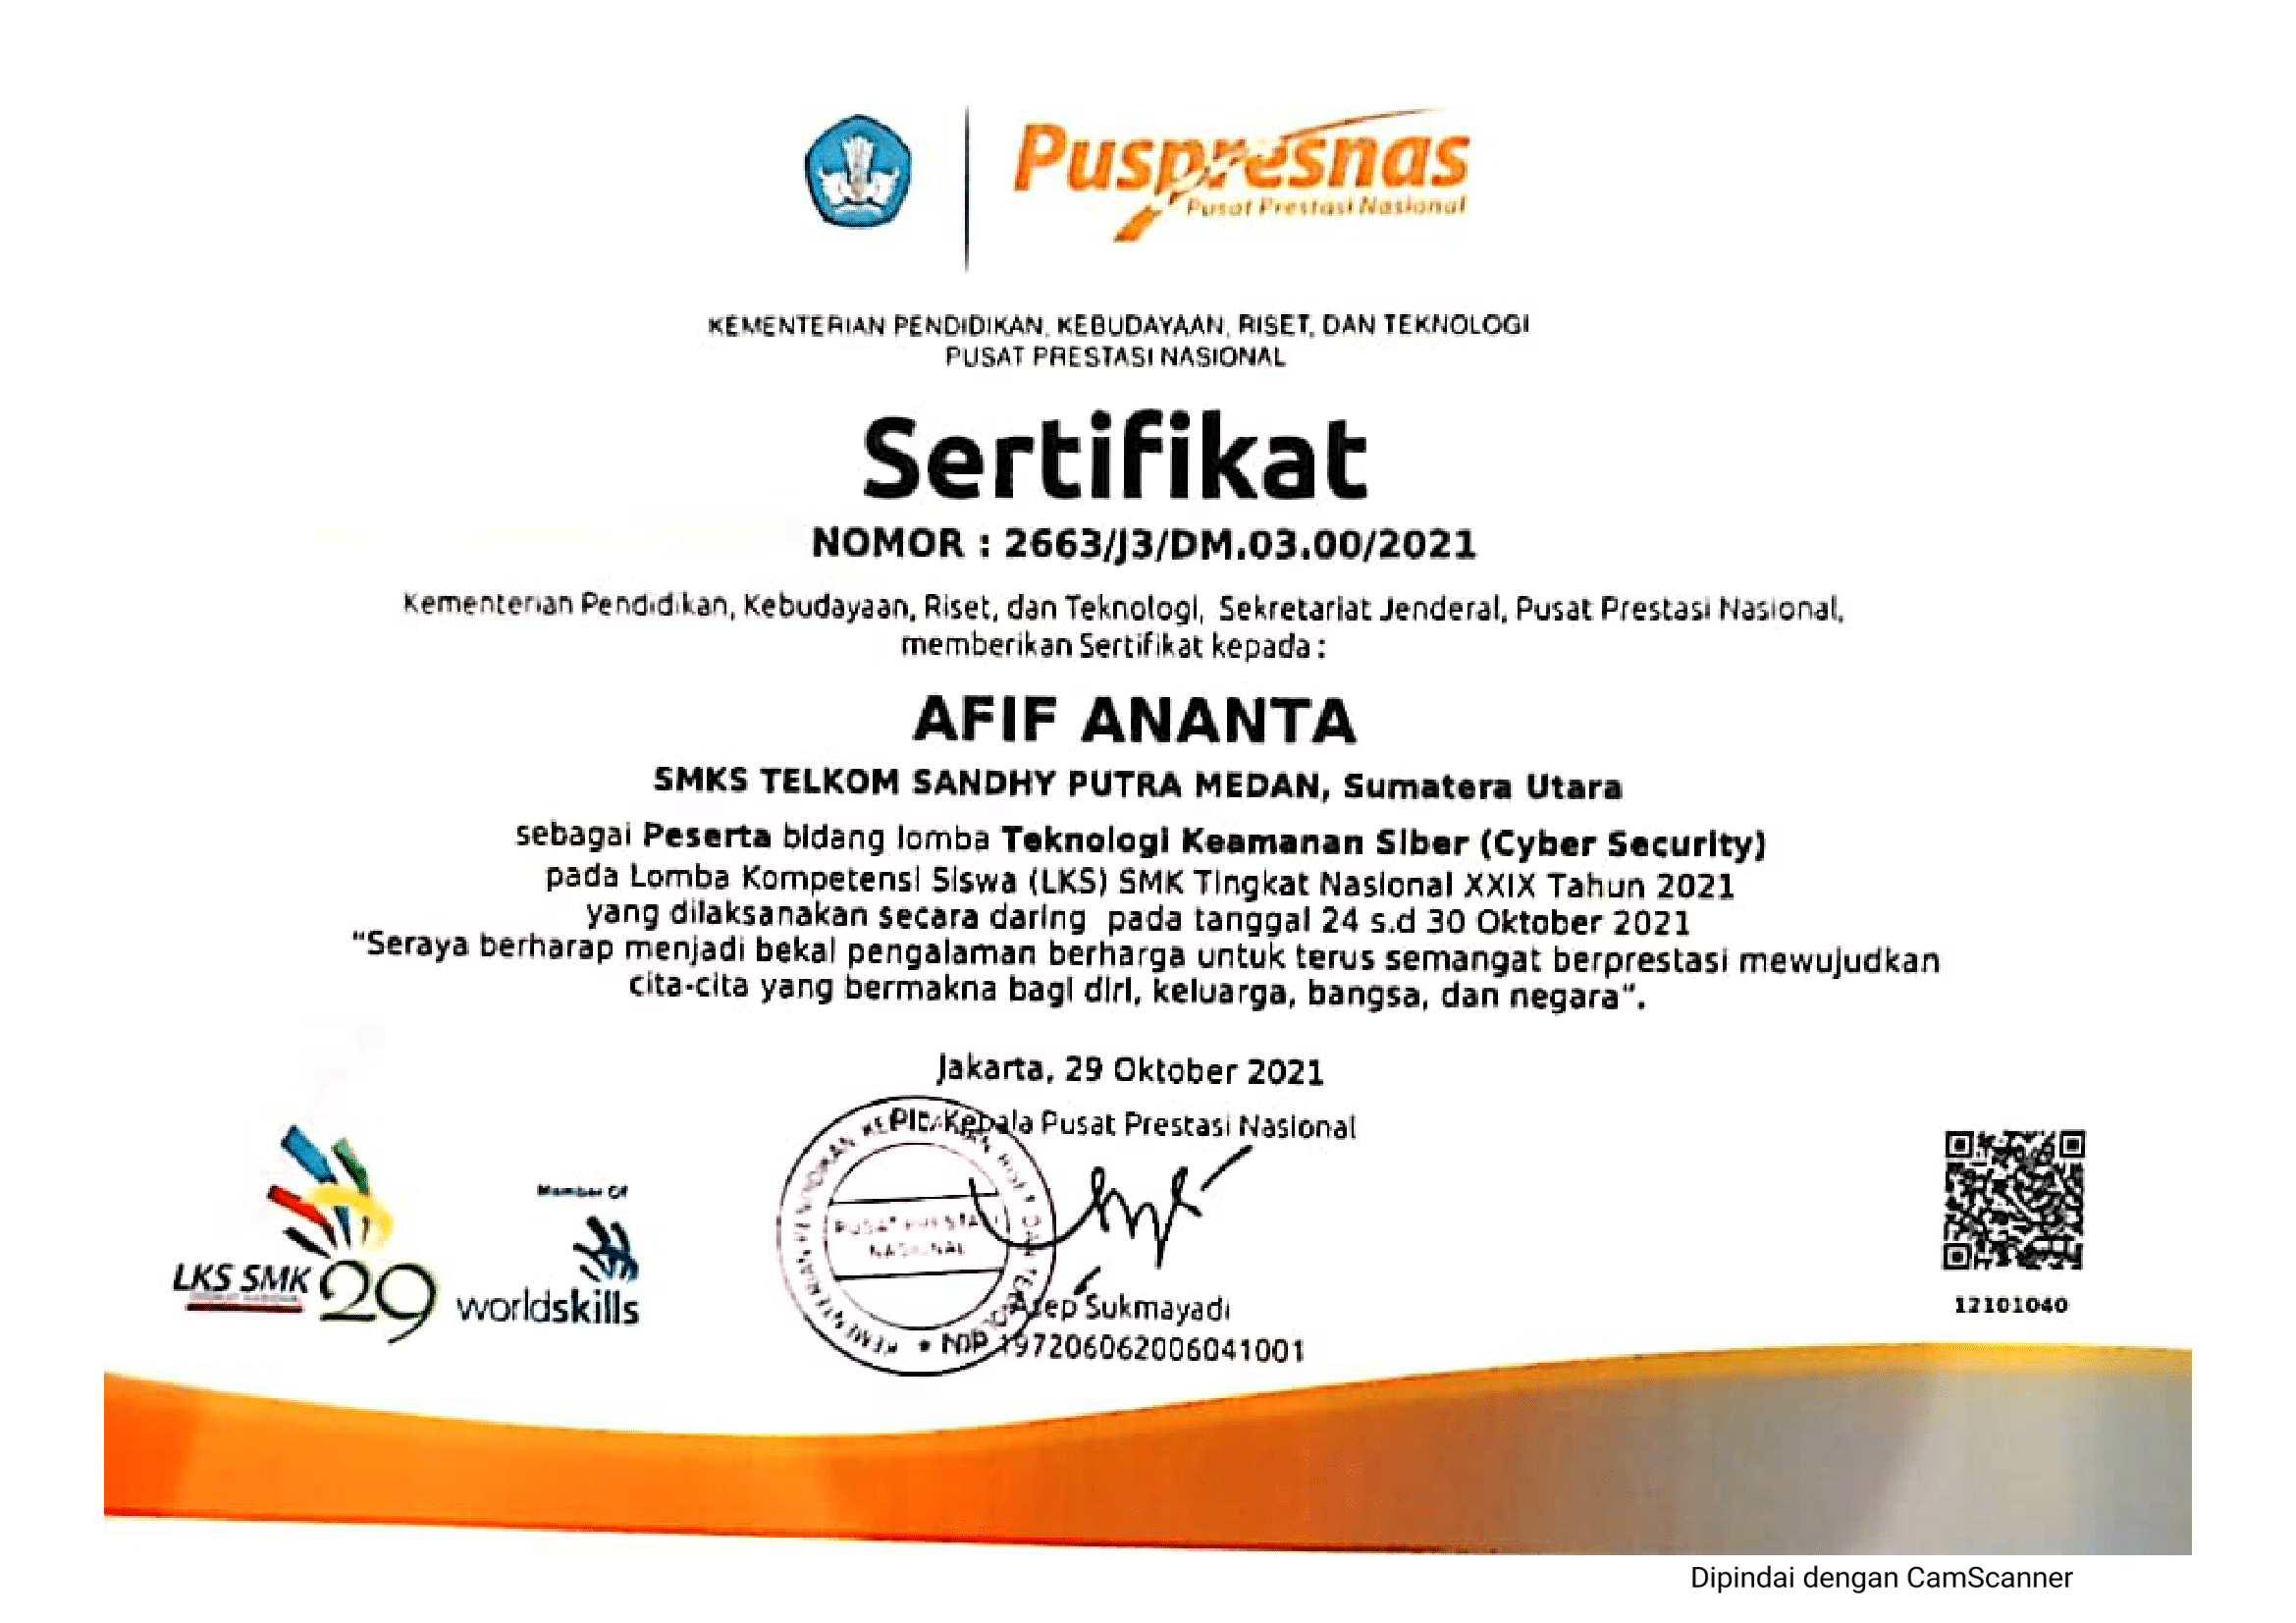 Puspresnas
Pusat Prestasi Nasional
KEMENTERIAN PENDIDIKAN, KEBUDAYAAN, RISET, DAN TEKNOLOGI
PUSAT PRESTASI NASIONAL
Sertifikat
NOMOR : 2663/J3/DM.03.00/2021
Kementerian Pendidikan, Kebudayaan, Riset, dan Teknologi, Sekretariat Jenderal, Pusat Prestasi Nasional,
memberikan Sertifikat kepada :
AFIF ANANTA
SMKS TELKOM SANDHY PUTRA MEDAN, Sumatera Utara
sebagai Peserta bidang lomba Teknologi Keamanan Siber (Cyber Security)
pada Lomba Kompetensi Siswa (LKS) SMK Tingkat Nasional XXIX Tahun 2021
yang dilaksanakan secara daring pada tanggal 24 s.d 30 Oktober 2021
“Seraya berharap menjadi bekal pengalaman berharga untuk terus semangat berprestasi mewujudkan
cita-cita yang bermakna bagi diri, keluarga, bangsa, dan negara“.
Jakarta, 29 Oktober 2021
Plt. Kepala Pusat Prestasi Nasional
KEMENTERIAN PENDIDIKAN KEBUDAYAAN RISET DAN TEKNOLOGI
PUSAT PRESTASI
NASIONAL
Asep Sukmayadi
NIP 197206062006041001
LKS SMK 29
Member Of
worldskills
12101040
Dipindai dengan CamScanner